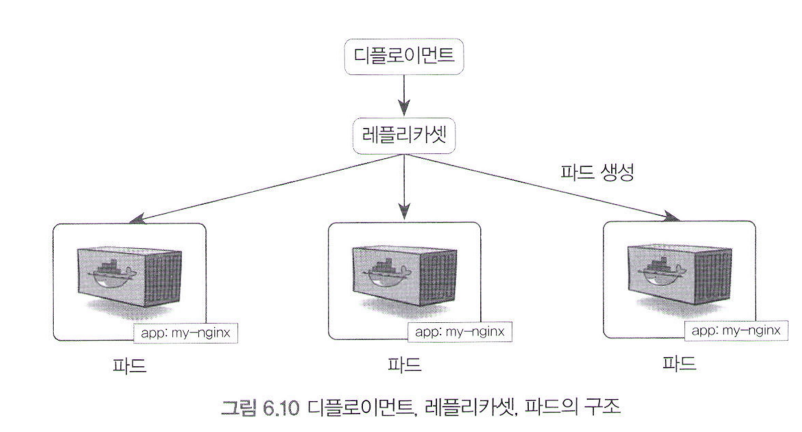 디플로이먼트
레플리카셋
파드 생성
app: my-nginx
app: my-nginx
app: my-nginx
파드
파드
파드
그림 6.10 디플로이먼트, 레플리카셋, 파드의 구조